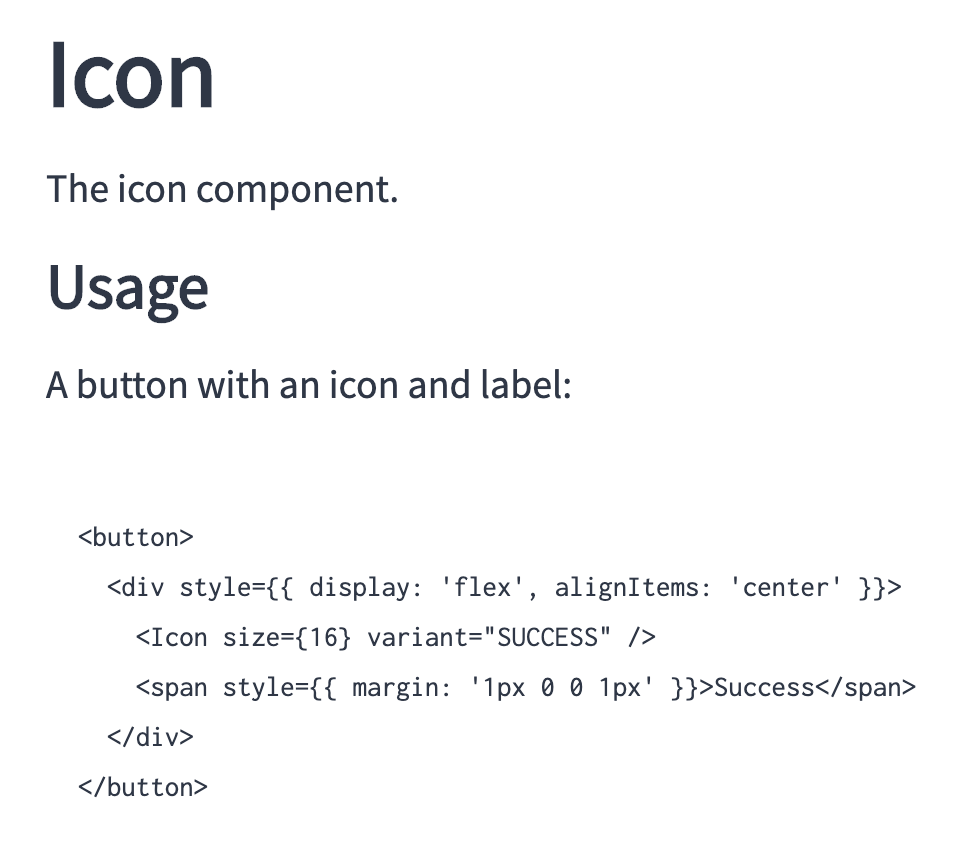 Icon
The icon component.
Usage
A button with an icon and label:
<button>
  <div style={{ display: 'flex', alignItems: 'center' }}>
    <Icon size={16} variant="SUCCESS" />
    <span style={{ margin: '1px 0 0 1px' }}>Success</span>
  </div>
</button>